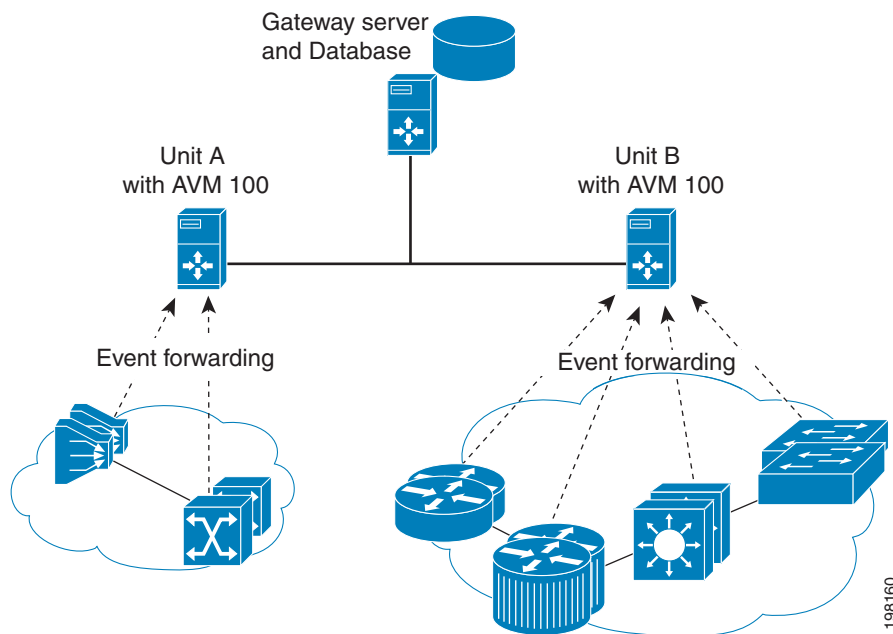 Gateway server
and Database
Unit A
with AVM 100
Unit B
with AVM 100
Event forwarding
Event forwarding
198160